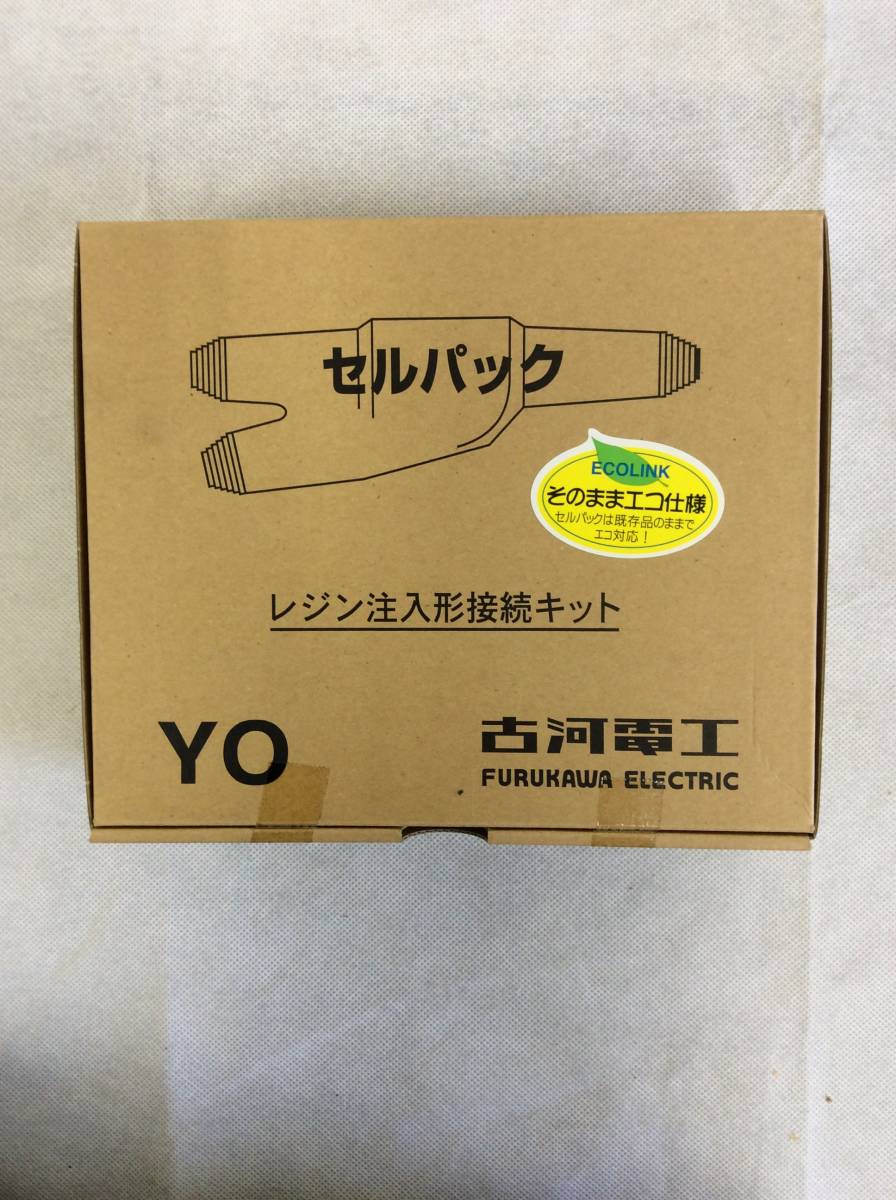 セルパック
ECOLINK
そのままエコ仕様
セルパックは既存品のままで
エコ対応！
レジン注入形接続キット
YO
古河電工
FURUKAWA ELECTRIC